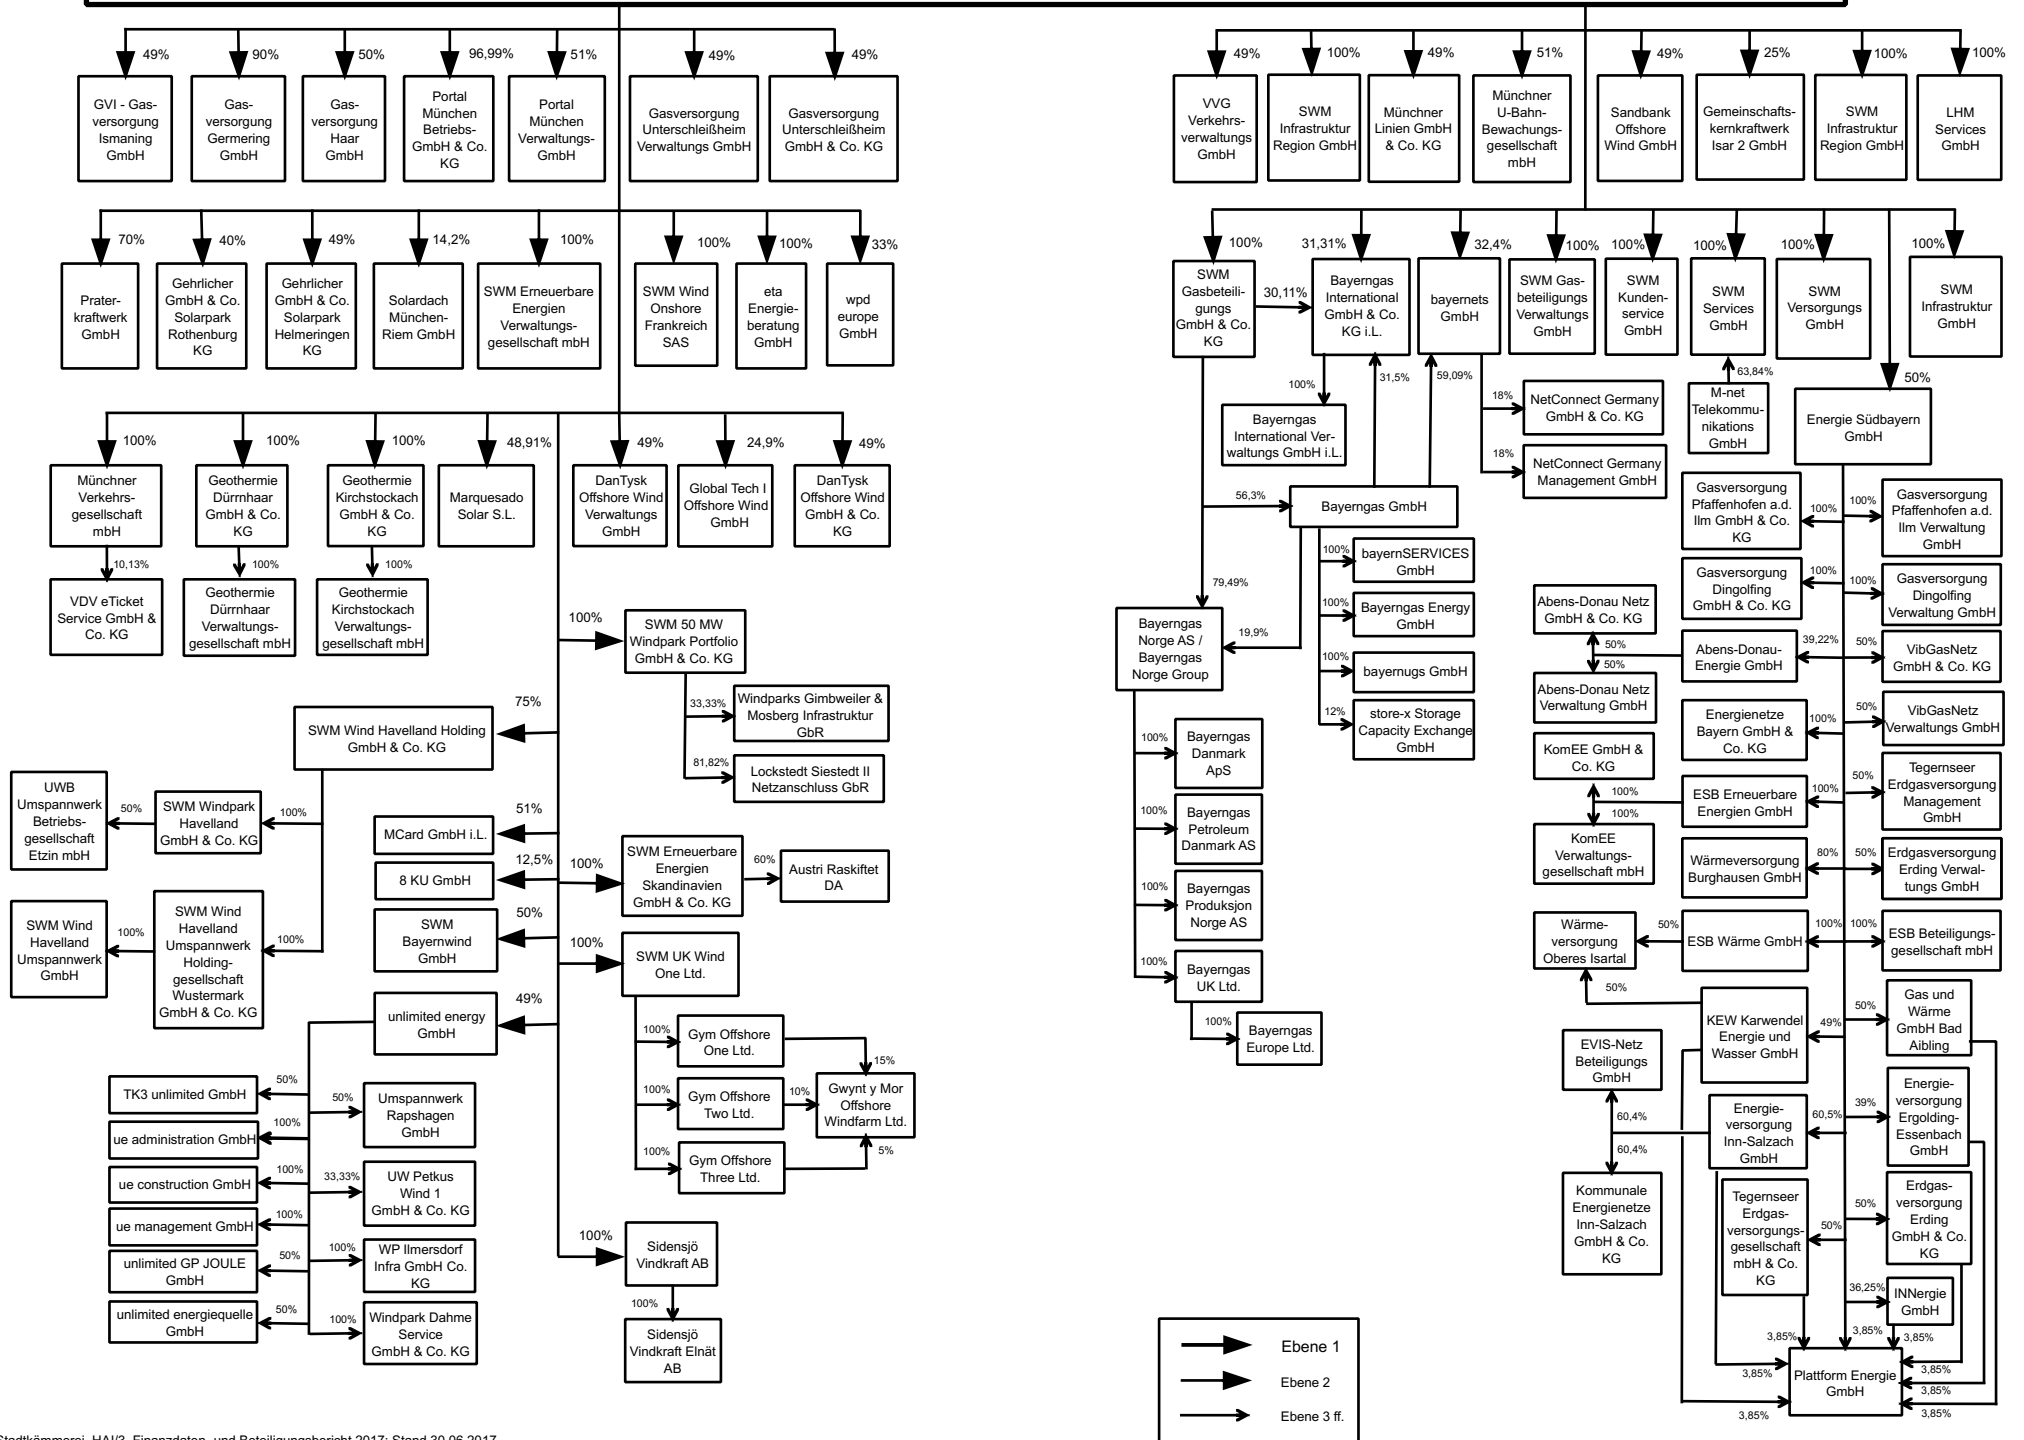 49%
90%
50%
96,99%
51%
49%
49%
GVI - Gas-
versorgung
Ismaning
GmbH
Gas-
versorgung
Germering
GmbH
Gas-
versorgung
Haar
GmbH
Portal
München
Betriebs-
GmbH & Co.
KG
Portal
München
Verwaltungs-
GmbH
Gasversorgung
Unterschleißheim
Verwaltungs GmbH
Gasversorgung
Unterschleißheim
GmbH & Co. KG
49%
100%
49%
51%
49%
25%
100%
100%
VVG
Verkehrs-
verwaltungs
GmbH
SWM
Infrastruktur
Region GmbH
Münchner
Linien GmbH
& Co. KG
Münchner
U-Bahn-
Bewachungs-
gesellschaft
mbH
Sandbank
Offshore
Wind GmbH
Gemeinschafts-
kernkraftwerk
Isar 2 GmbH
SWM
Infrastruktur
Region GmbH
LHM
Services
GmbH
70%
40%
49%
14,2%
100%
100%
100%
33%
Prater-
kraftwerk
GmbH
Gehrlicher
GmbH & Co.
Solarpark
Rothenburg
KG
Gehrlicher
GmbH & Co.
Solarpark
Helmeringen
KG
Solardach
München-
Riem GmbH
SWM Erneuerbare
Energien
Verwaltungs-
gesellschaft mbH
SWM Wind
Onshore
Frankreich
SAS
eta
Energie-
beratung
GmbH
wpd
europe
GmbH
100%
31,31%
32,4%
100%
100%
100%
100%
100%
SWM
Gasbeteili-
gungs
GmbH & Co.
KG
30,11%
Bayerngas
International
GmbH & Co.
KG i.L.
bayernets
GmbH
SWM Gas-
beteiligungs
Verwaltungs
GmbH
SWM
Kunden-
service
GmbH
SWM
Services
GmbH
SWM
Versorgungs
GmbH
SWM
Infrastruktur
GmbH
100%
31,5%
59,09%
63,84%
50%
Bayerngas
International Ver-
waltungs GmbH i.L.
18%
NetConnect Germany
GmbH & Co. KG
18%
NetConnect Germany
Management GmbH
M-net
Telekommu-
nikations
GmbH
Energie Südbayern
GmbH
100%
100%
100%
48,91%
49%
24,9%
49%
Münchner
Verkehrs-
gesellschaft
mbH
Geothermie
Dürrnhaar
GmbH & Co.
KG
Geothermie
Kirchstockach
GmbH & Co.
KG
Marquesado
Solar S.L.
DanTysk
Offshore Wind
Verwaltungs
GmbH
Global Tech I
Offshore Wind
GmbH
DanTysk
Offshore Wind
GmbH & Co.
KG
10,13%
100%
100%
VDV eTicket
Service GmbH &
Co. KG
Geothermie
Dürrnhaar
Verwaltungs-
gesellschaft mbH
Geothermie
Kirchstockach
Verwaltungs-
gesellschaft mbH
100%
SWM 50 MW
Windpark Portfolio
GmbH & Co. KG
33,33%
Windparks Gimbweiler &
Mosberg Infrastruktur
GbR
81,82%
Lockstedt Siestedt II
Netzanschluss GbR
75%
SWM Wind Havelland Holding
GmbH & Co. KG
100%
SWM Windpark
Havelland
GmbH & Co. KG
50%
UWB
Umspannwerk
Betriebs-
gesellschaft
Etzin mbH
100%
SWM Wind
Havelland
Umspannwerk
Holding-
gesellschaft
Wustermark
GmbH & Co. KG
100%
SWM Wind
Havelland
Umspannwerk
GmbH
51%
MCard GmbH i.L.
12,5%
8 KU GmbH
50%
SWM
Bayernwind
GmbH
49%
unlimited energy
GmbH
100%
SWM Erneuerbare
Energien
Skandinavien
GmbH & Co. KG
60%
Austri Raskiftet
DA
100%
SWM UK Wind
One Ltd.
100%
Gym Offshore
One Ltd.
15%
100%
Gym Offshore
Two Ltd.
10%
Gwynt y Mor
Offshore
Windfarm Ltd.
100%
Gym Offshore
Three Ltd.
5%
50%
TK3 unlimited GmbH
100%
ue administration GmbH
100%
ue construction GmbH
100%
ue management GmbH
50%
unlimited GP JOULE
GmbH
50%
unlimited energiequelle
GmbH
50%
Umspannwerk
Rapshagen
GmbH
33,33%
UW Petkus
Wind 1
GmbH & Co. KG
100%
WP Ilmersdorf
Infra GmbH Co.
KG
100%
Windpark Dahme
Service
GmbH & Co. KG
100%
Sidensjö
Vindkraft AB
100%
Sidensjö
Vindkraft Elnät
AB
56,3%
Bayerngas GmbH
79,49%
Bayerngas
Norge AS /
Bayerngas
Norge Group
19,9%
100%
bayernSERVICES
GmbH
100%
Bayerngas Energy
GmbH
100%
bayernugs GmbH
12%
store-x Storage
Capacity Exchange
GmbH
100%
Bayerngas
Danmark
ApS
100%
Bayerngas
Petroleum
Danmark AS
100%
Bayerngas
Produksjon
Norge AS
100%
Bayerngas
UK Ltd.
100%
Bayerngas
Europe Ltd.
Gasversorgung
Pfaffenhofen a.d.
Ilm GmbH & Co.
KG
100%
100%
Gasversorgung
Pfaffenhofen a.d.
Ilm Verwaltung
GmbH
Gasversorgung
Dingolfing
GmbH & Co. KG
100%
100%
Gasversorgung
Dingolfing
Verwaltung GmbH
Abens-Donau Netz
GmbH & Co. KG
50%
50%
Abens-Donau Netz
Verwaltung GmbH
Abens-Donau-
Energie GmbH
39,22%
50%
VibGasNetz
GmbH & Co. KG
Energienetze
Bayern GmbH &
Co. KG
100%
50%
VibGasNetz
Verwaltungs GmbH
KomEE GmbH &
Co. KG
100%
100%
KomEE
Verwaltungs-
gesellschaft mbH
ESB Erneuerbare
Energien GmbH
100%
50%
Tegernseer
Erdgasversorgung
Management
GmbH
Wärmeversorgung
Burghausen GmbH
80%
50%
Erdgasversorgung
Erding Verwal-
tungs GmbH
Wärme-
versorgung
Oberes Isartal
50%
ESB Wärme GmbH
100%
100%
ESB Beteiligungs-
gesellschaft mbH
50%
KEW Karwendel
Energie und
Wasser GmbH
49%
50%
Gas und
Wärme
GmbH Bad
Aibling
EVIS-Netz
Beteiligungs
GmbH
60,4%
60,4%
Kommunale
Energienetze
Inn-Salzach
GmbH & Co.
KG
Energie-
versorgung
Inn-Salzach
GmbH
60,5%
39%
Energie-
versorgung
Ergolding-
Essenbach
GmbH
Tegernseer
Erdgas-
versorgungs-
gesellschaft
mbH & Co.
KG
50%
50%
Erdgas-
versorgung
Erding
GmbH & Co.
KG
36,25%
INNergie
GmbH
3,85%
3,85%
3,85%
3,85%
3,85%
3,85%
3,85%
3,85%
Plattform Energie
GmbH
Ebene 1
Ebene 2
Ebene 3 ff.
Stadtkämmerei, HAI/3, Finanzdaten- und Beteiligungsbericht 2017; Stand 30.06.2017